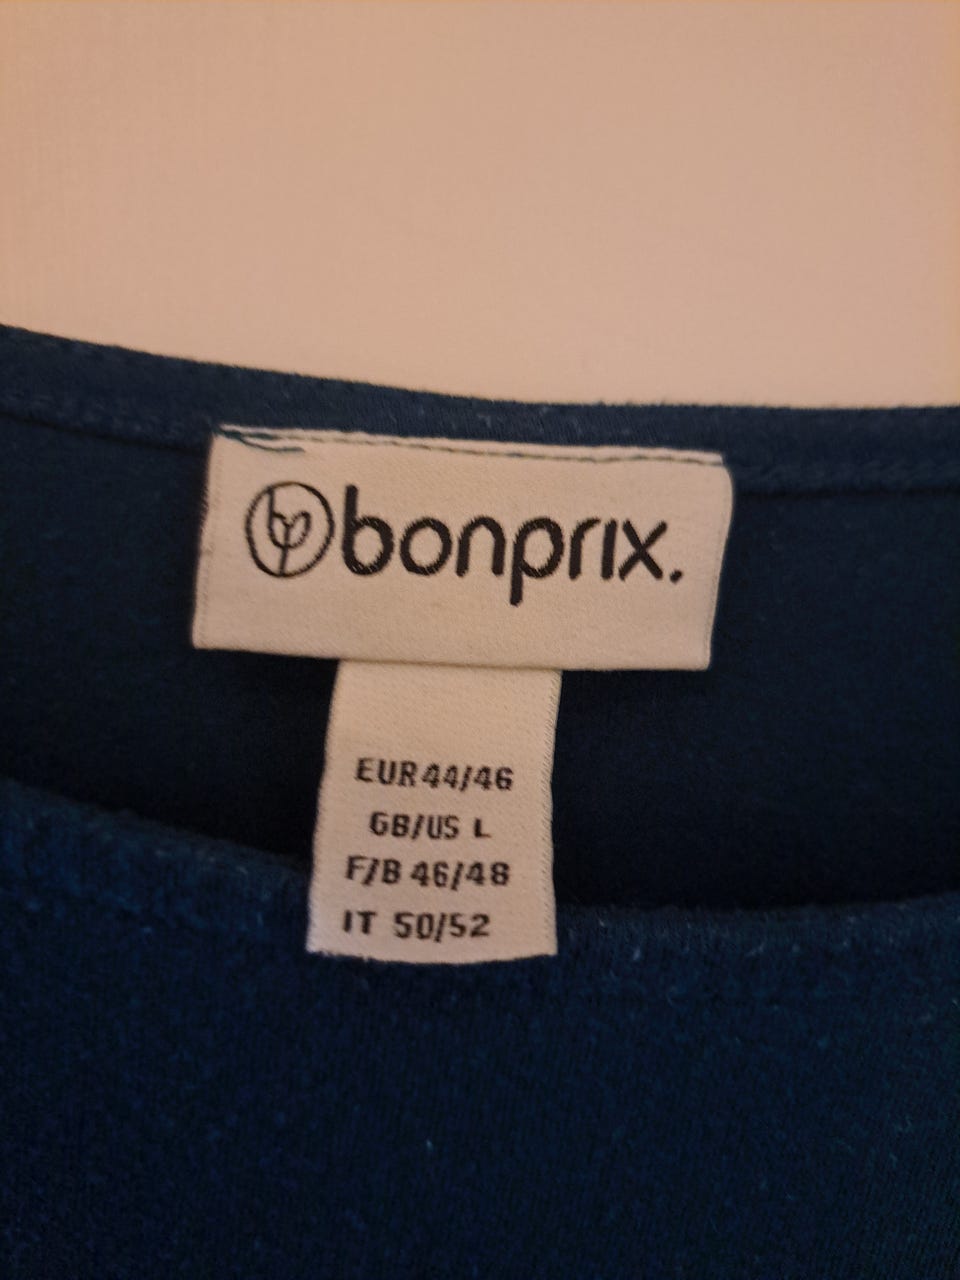 bonprix.
EUR 44/46
GB/US L
F/B 46/48
IT 50/52